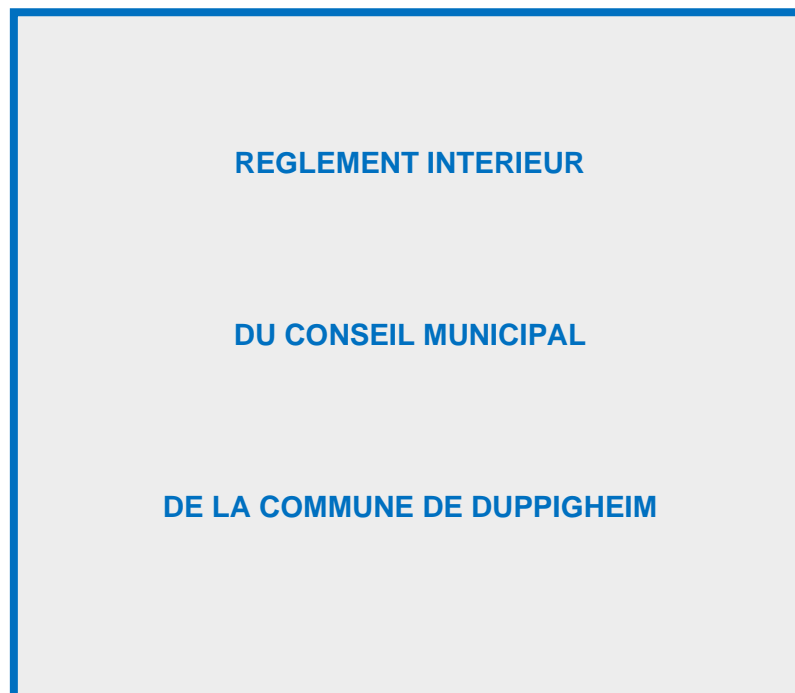 REGLEMENT INTERIEUR
DU CONSEIL MUNICIPAL
DE LA COMMUNE DE DUPPIGHEIM